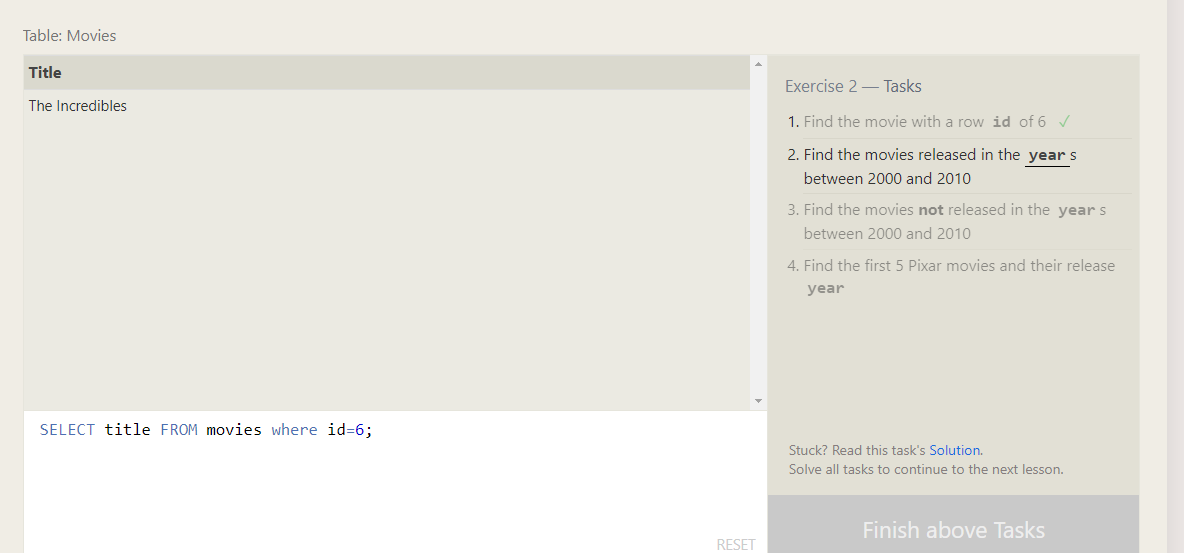 Table: Movies
Title
The Incredibles
SELECT title FROM movies where id=6;
RESET
Exercise 2 — Tasks
1. Find the movie with a row id of 6 ✓
2. Find the movies released in the year s
between 2000 and 2010
3. Find the movies not released in the year s
between 2000 and 2010
4. Find the first 5 Pixar movies and their release
year
Stuck? Read this task's Solution.
Solve all tasks to continue to the next lesson.
Finish above Tasks